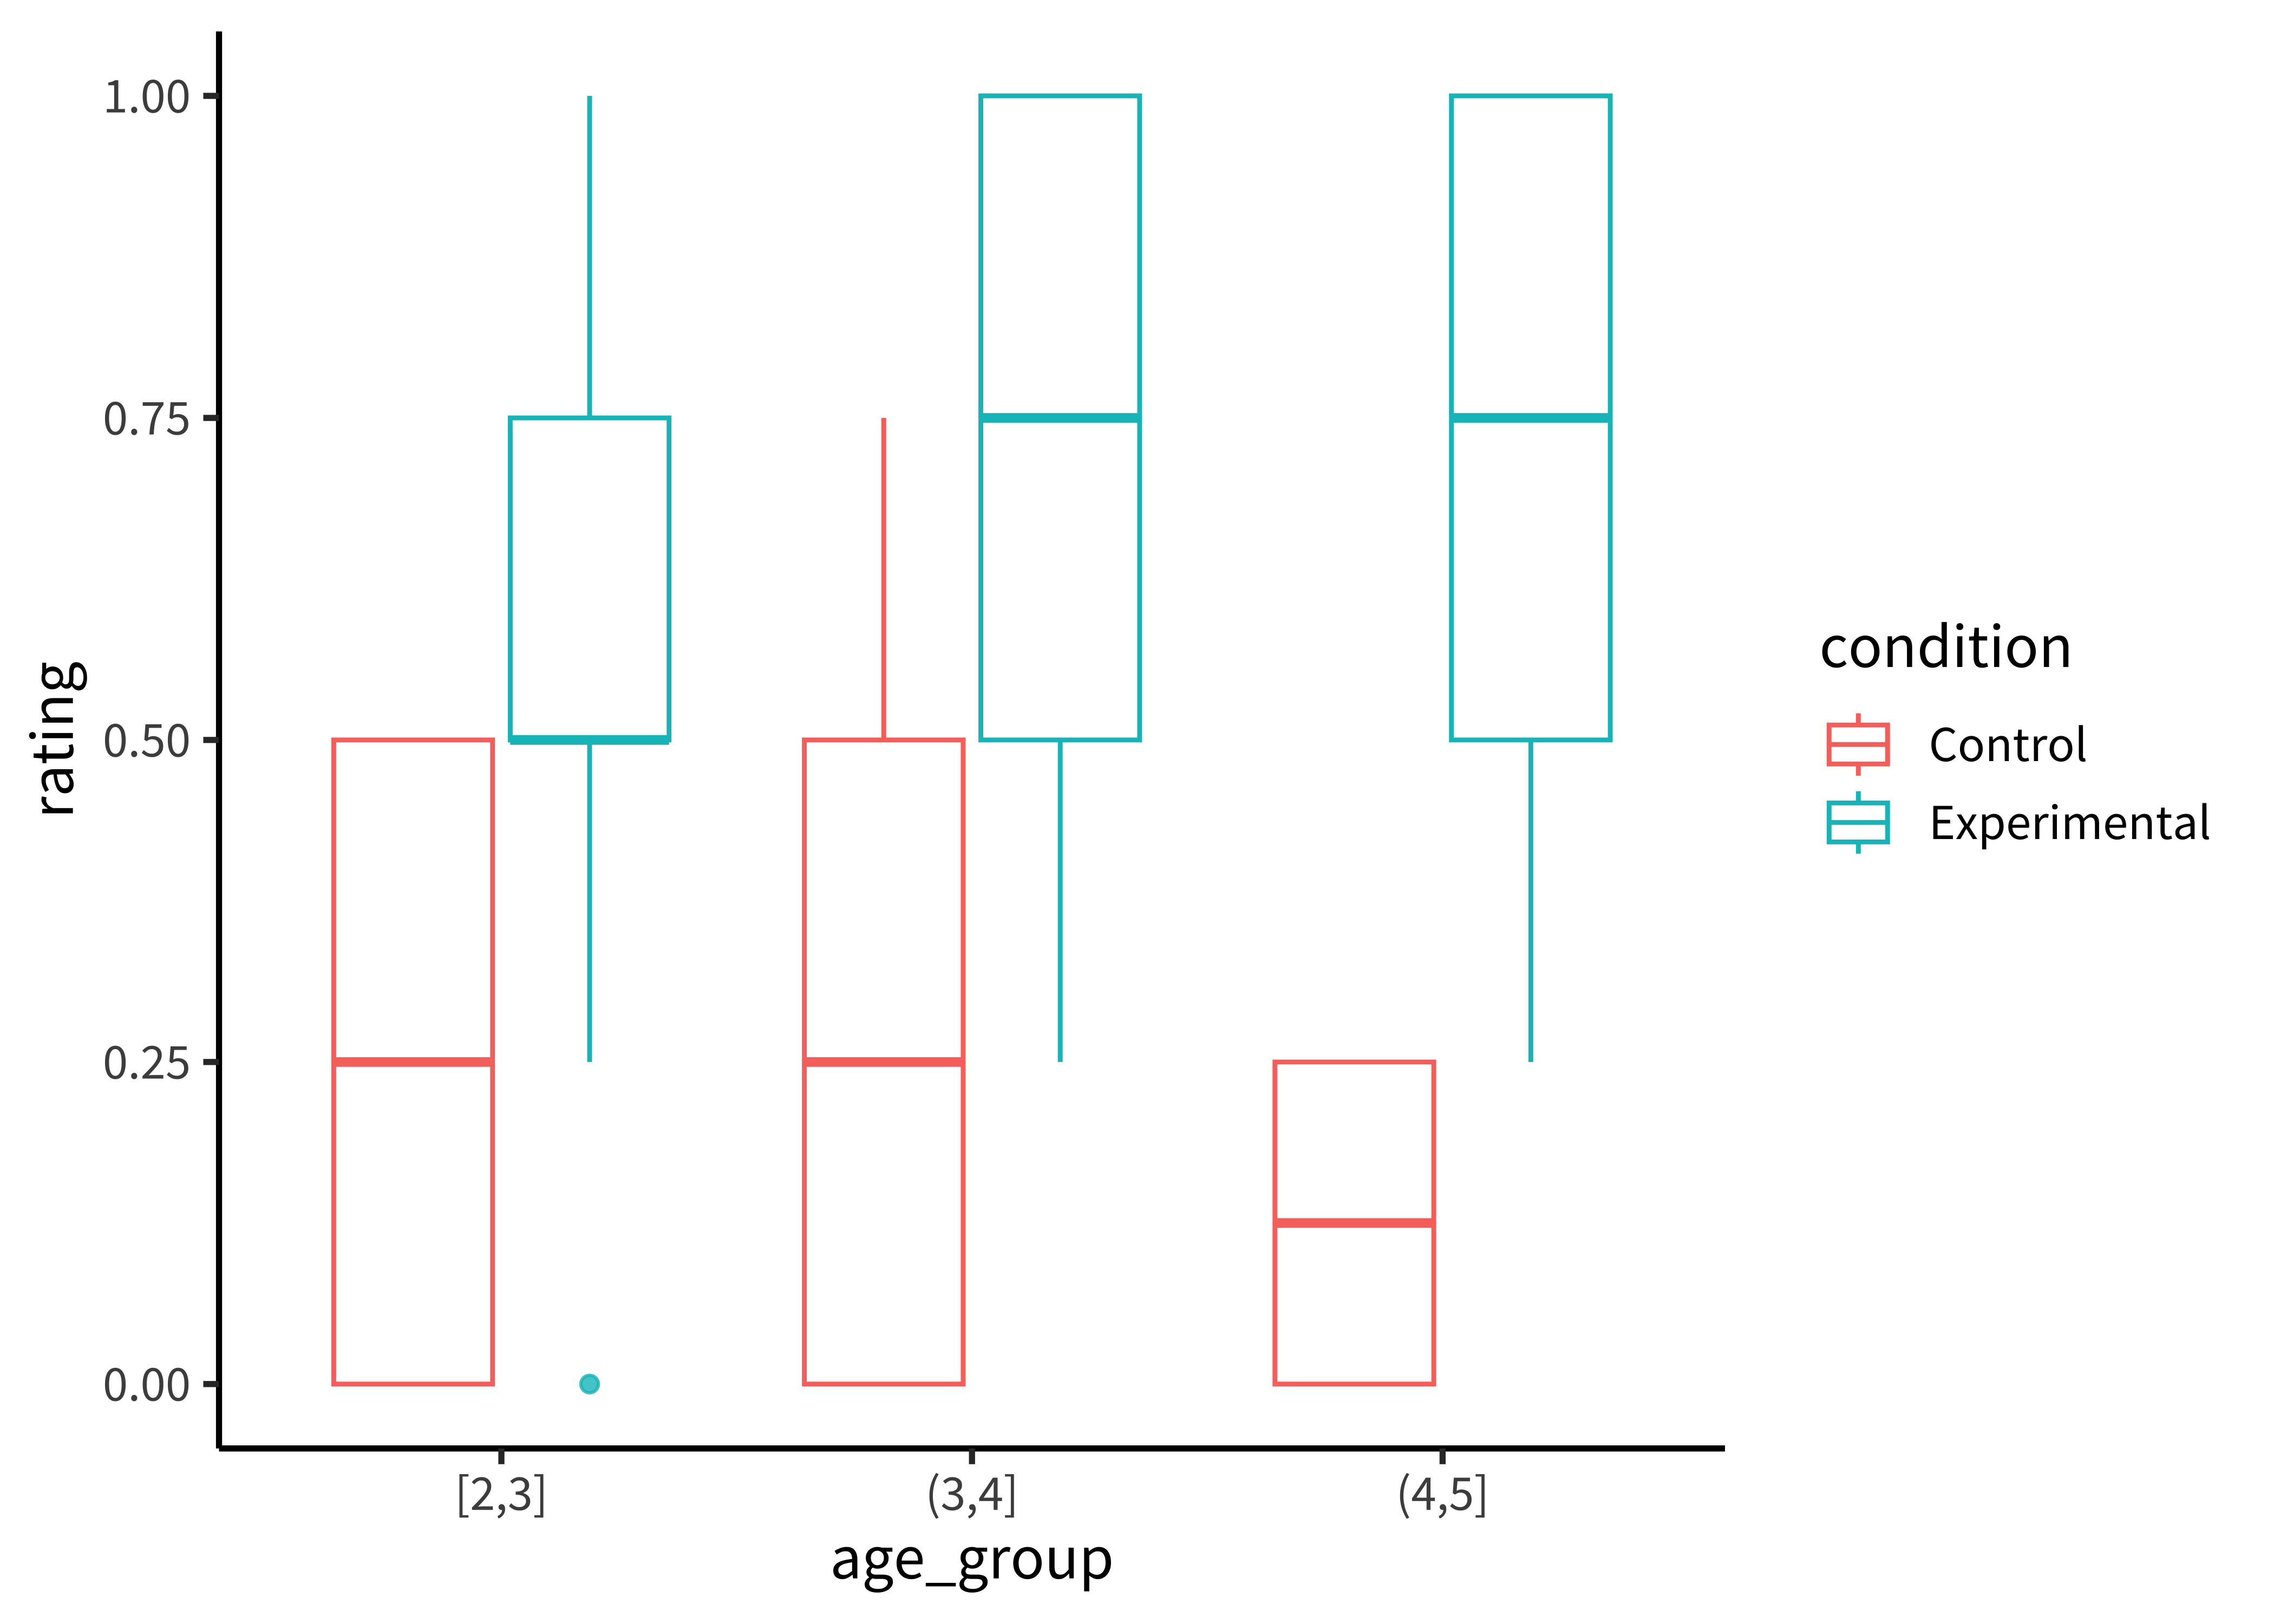 1.00
0.75
0.50
0.25
0.00
rating
[2,3]
(3,4]
(4,5]
age_group
condition
Control
Experimental